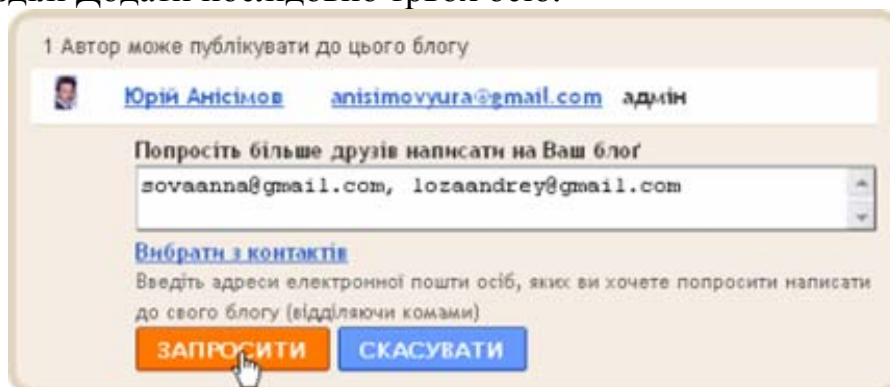 1 Автор може публікувати до цього блогу
Юрій Анісімов anisimovyura@gmail.com адмін
Попросіть більше друзів написати на Ваш блоґ
sovaanna@gmail.com, lozaandrey@gmail.com
Вибрати з контактів
Введіть адреси електронної пошти осіб, яких ви хочете попросити написати
до свого блогу (відділяючи комами)
ЗАПРОСИТИ СКАСУВАТИ